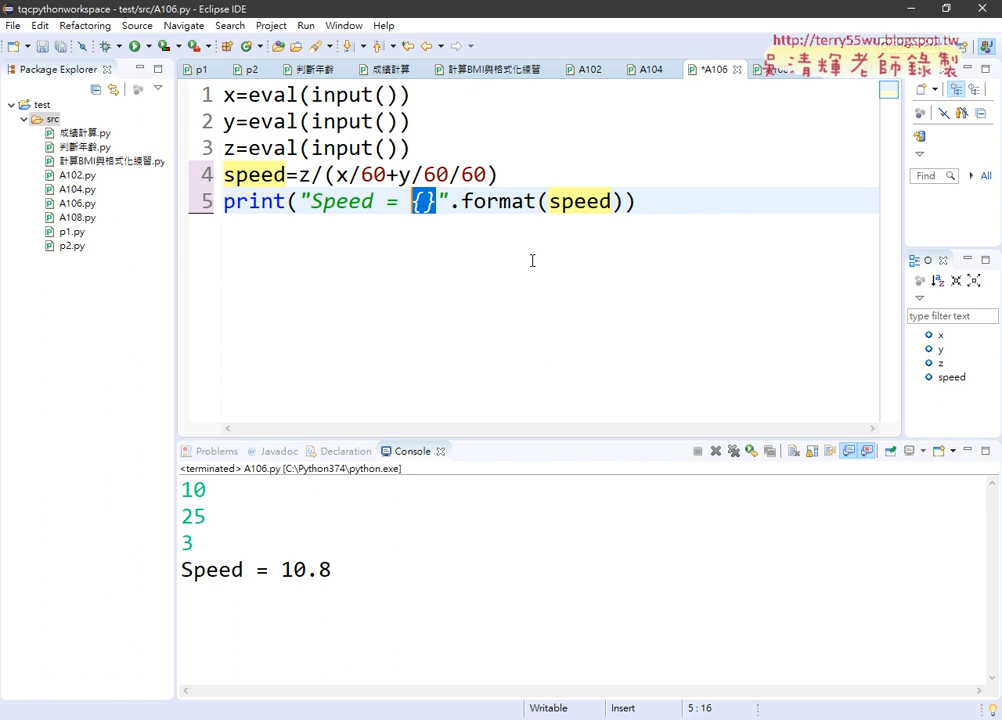 tqcpythonworkspace - test/src/A106.py - Eclipse IDE
File Edit Refactoring Source Navigate Search Project Run Window Help
http://terry55wu.blogspot.tw
吳清輝老師錄製
Package Explorer
p1 p2 判斷年齡 成績計算 計算BMI與格式化練習 A102 A104 *A106
test
src
成績計算.py
判斷年齡.py
計算BMI與格式化練習.py
A102.py
A104.py
A106.py
A108.py
p1.py
p2.py
1 x=eval(input())
2 y=eval(input())
3 z=eval(input())
4 speed=z/(x/60+y/60/60)
5 print("Speed = {}".format(speed))
Find All
type filter text
x
y
z
speed
Problems Javadoc Declaration Console
<terminated> A106.py [C:\Python374\python.exe]
10
25
3
Speed = 10.8
Writable Insert 5 : 16